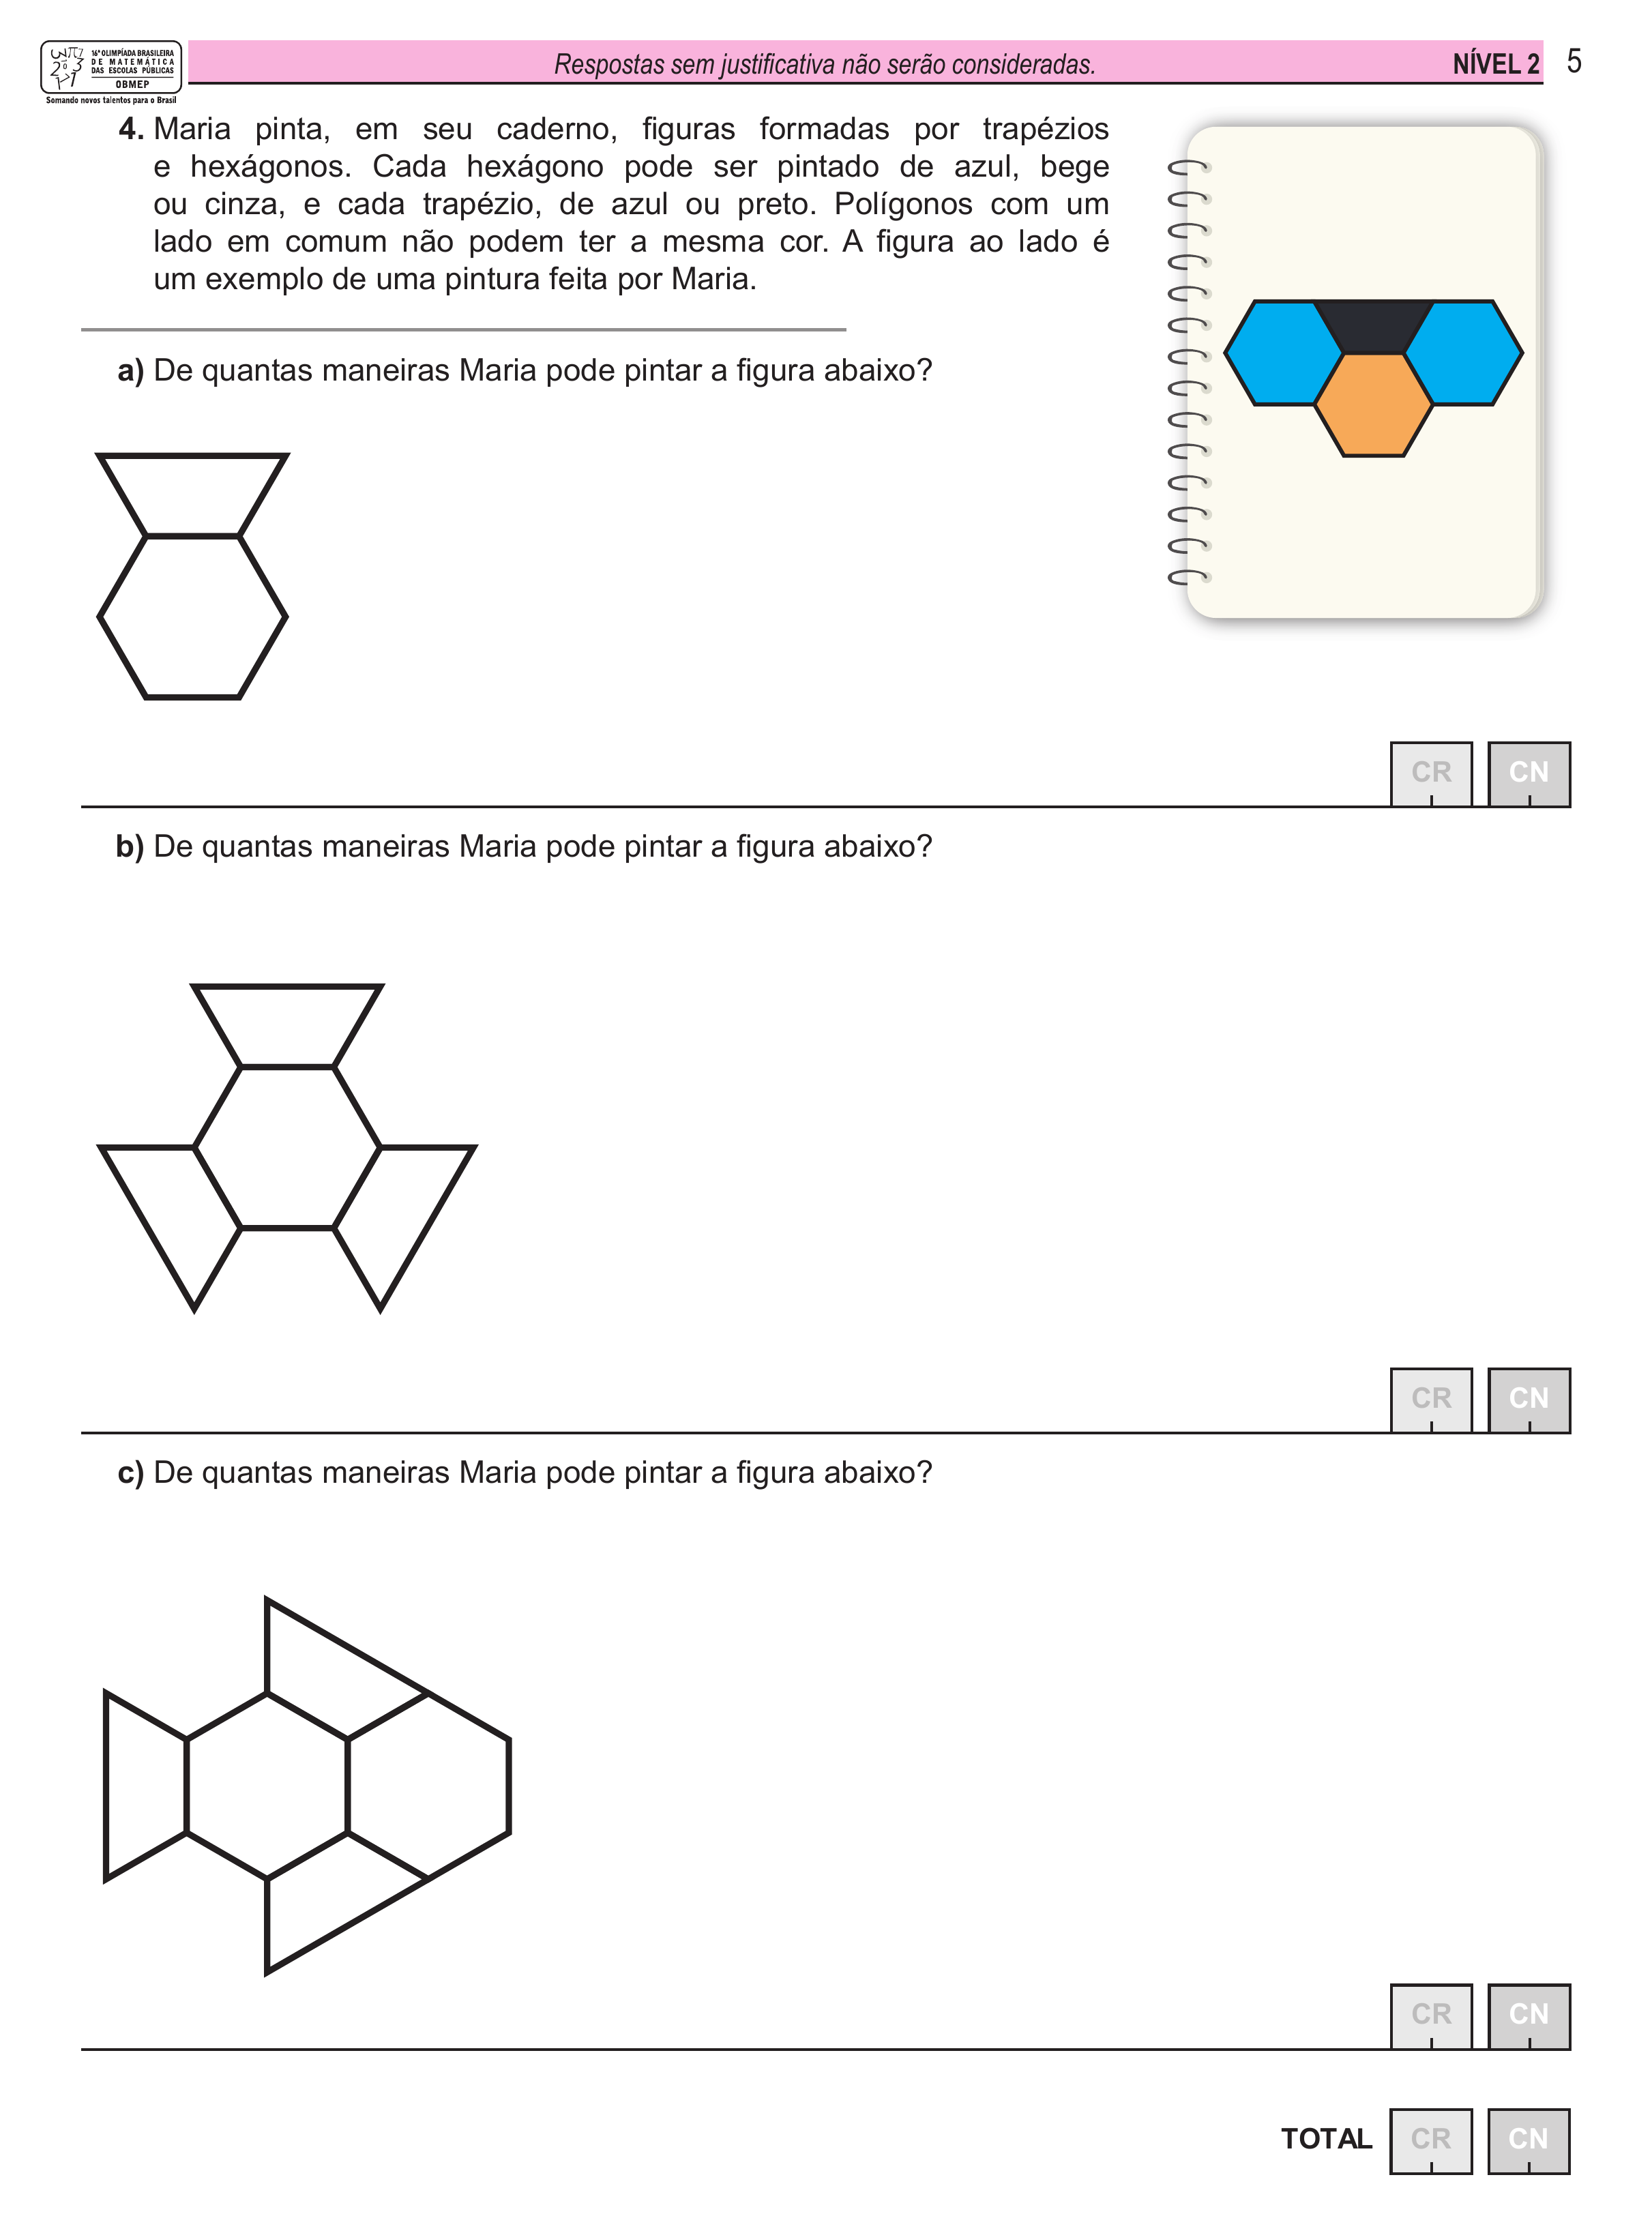 16ª OLIMPÍADA BRASILEIRA
DE MATEMÁTICA
DAS ESCOLAS PÚBLICAS
OBMEP
Somando novos talentos para o Brasil
Respostas sem justificativa não serão consideradas.
NÍVEL 2
5
4. Maria pinta, em seu caderno, figuras formadas por trapézios
e hexágonos. Cada hexágono pode ser pintado de azul, bege
ou cinza, e cada trapézio, de azul ou preto. Polígonos com um
lado em comum não podem ter a mesma cor. A figura ao lado é
um exemplo de uma pintura feita por Maria.
a) De quantas maneiras Maria pode pintar a figura abaixo?
CR CN
b) De quantas maneiras Maria pode pintar a figura abaixo?
CR CN
c) De quantas maneiras Maria pode pintar a figura abaixo?
CR CN
TOTAL CR CN